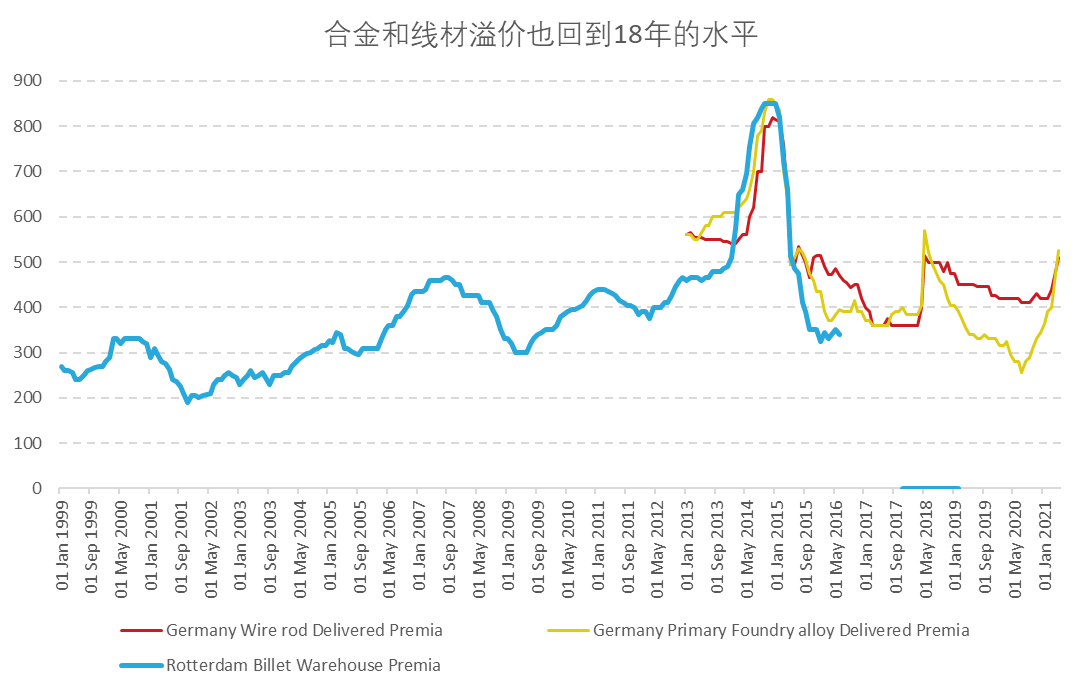 合金和线材溢价也回到18年的水平
900
800
700
600
500
400
300
200
100
0
01 Jan 1999
01 Sep 1999
01 May 2000
01 Jan 2001
01 Sep 2001
01 May 2002
01 Jan 2003
01 Sep 2003
01 May 2004
01 Jan 2005
01 Sep 2005
01 May 2006
01 Jan 2007
01 Sep 2007
01 May 2008
01 Jan 2009
01 Sep 2009
01 May 2010
01 Jan 2011
01 Sep 2011
01 May 2012
01 Jan 2013
01 Sep 2013
01 May 2014
01 Jan 2015
01 Sep 2015
01 May 2016
01 Jan 2017
01 Sep 2017
01 May 2018
01 Jan 2019
01 Sep 2019
01 May 2020
01 Jan 2021
Germany Wire rod Delivered Premia
Germany Primary Foundry alloy Delivered Premia
Rotterdam Billet Warehouse Premia